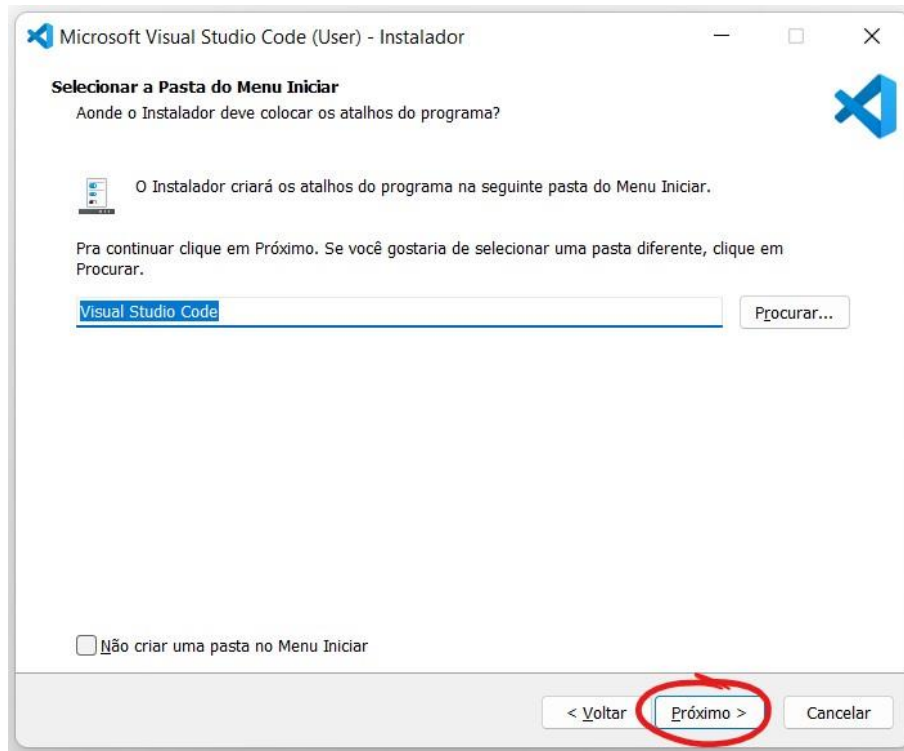 Microsoft Visual Studio Code (User) - Instalador
Selecionar a Pasta do Menu Iniciar
Aonde o Instalador deve colocar os atalhos do programa?
O Instalador criará os atalhos do programa na seguinte pasta do Menu Iniciar.
Pra continuar clique em Próximo. Se você gostaria de selecionar uma pasta diferente, clique em
Procurar.
Visual Studio Code
Procurar...
Não criar uma pasta no Menu Iniciar
< Voltar
Próximo >
Cancelar